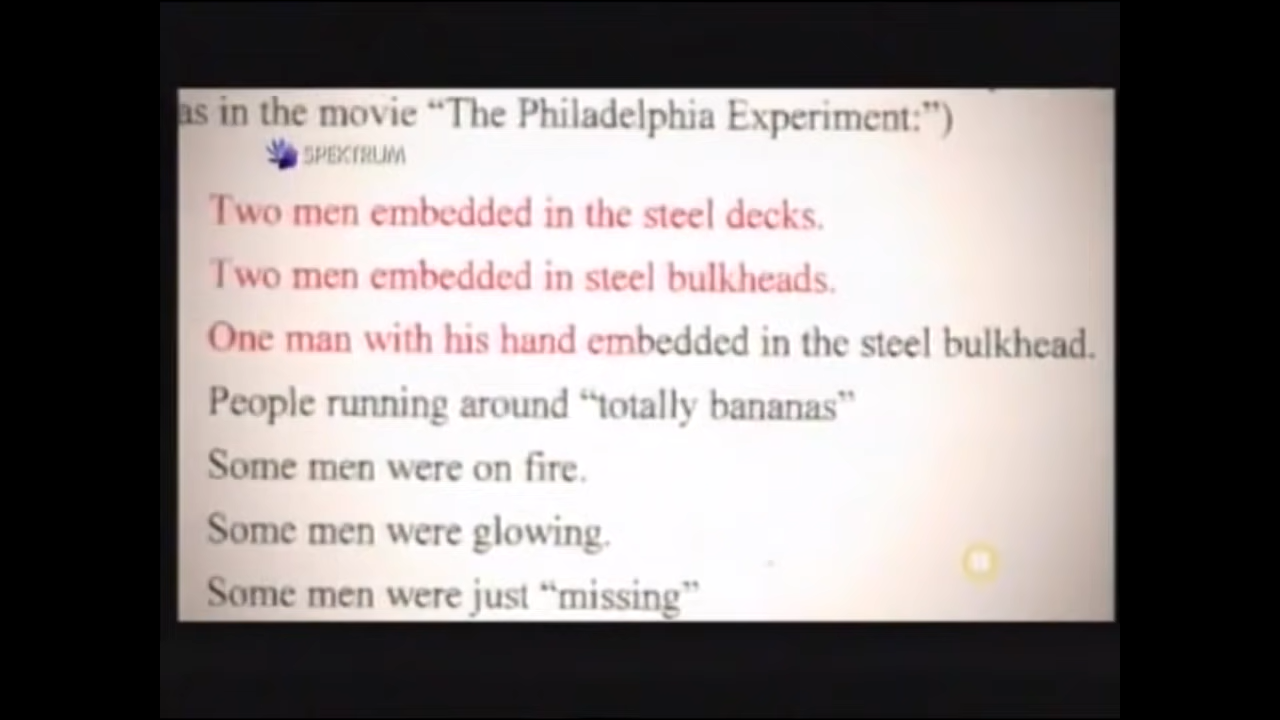 as in the movie “The Philadelphia Experiment:”)
SPEKTRUM
Two men embedded in the steel decks.
Two men embedded in steel bulkheads.
One man with his hand embedded in the steel bulkhead.
People running around “totally bananas”
Some men were on fire.
Some men were glowing.
Some men were just “missing”